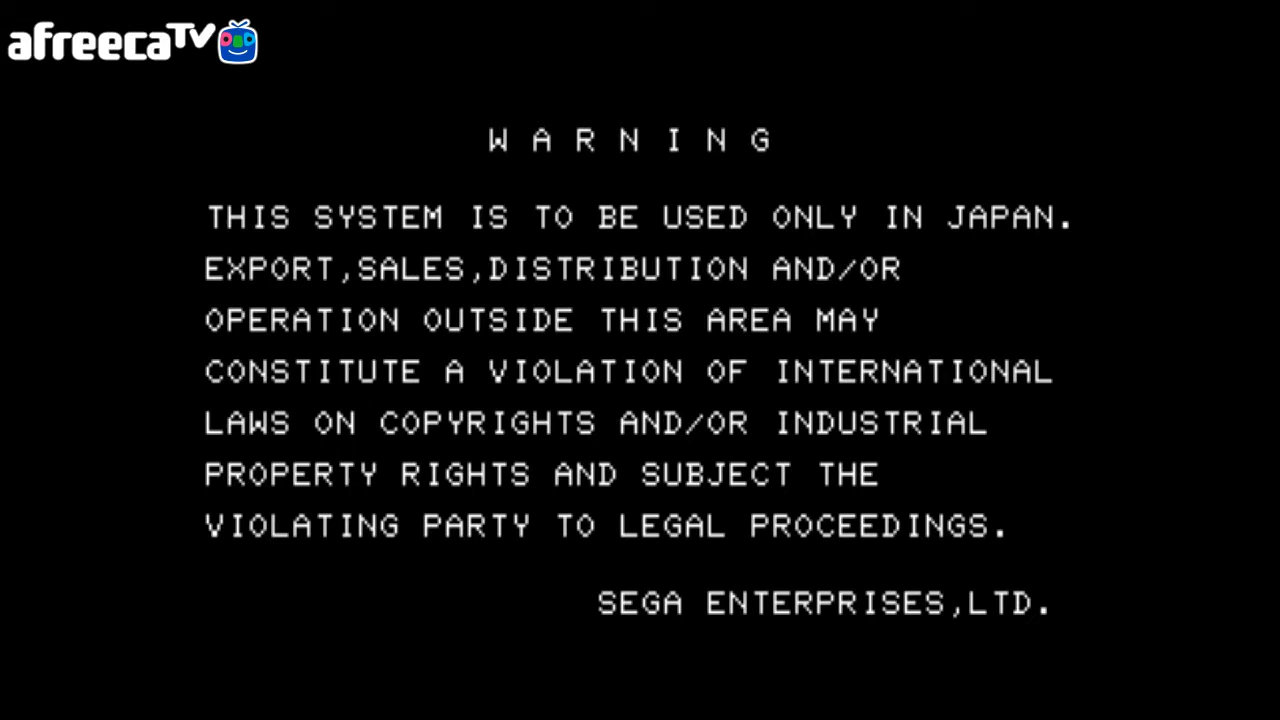 afreecaTV
W A R N I N G
THIS SYSTEM IS TO BE USED ONLY IN JAPAN.
EXPORT,SALES,DISTRIBUTION AND/OR
OPERATION OUTSIDE THIS AREA MAY
CONSTITUTE A VIOLATION OF INTERNATIONAL
LAWS ON COPYRIGHTS AND/OR INDUSTRIAL
PROPERTY RIGHTS AND SUBJECT THE
VIOLATING PARTY TO LEGAL PROCEEDINGS.
SEGA ENTERPRISES,LTD.